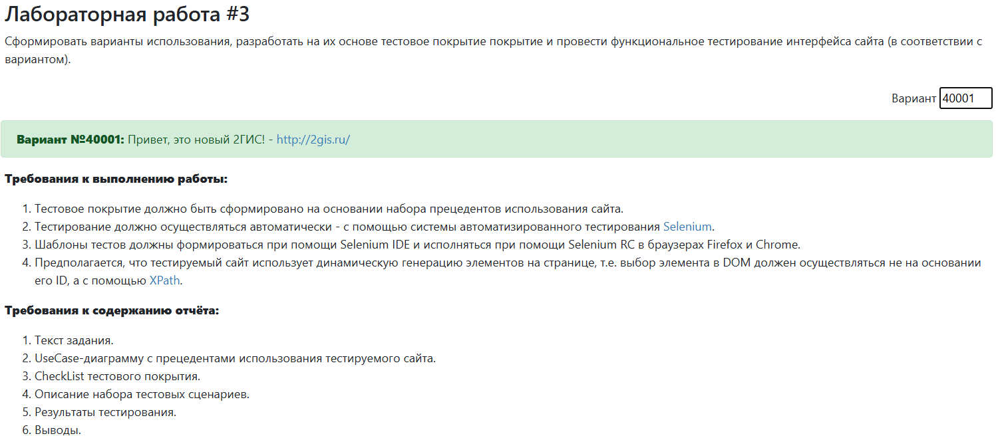 Лабораторная работа #3
Сформировать варианты использования, разработать на их основе тестовое покрытие покрытие и провести функциональное тестирование интерфейса сайта (в соответствии с
вариантом).
Вариант 40001
Вариант №40001: Привет, это новый 2ГИС! - http://2gis.ru/
Требования к выполнению работы:
1. Тестовое покрытие должно быть сформировано на основании набора прецедентов использования сайта.
2. Тестирование должно осуществляться автоматически - с помощью системы автоматизированного тестирования Selenium.
3. Шаблоны тестов должны формироваться при помощи Selenium IDE и исполняться при помощи Selenium RC в браузерах Firefox и Chrome.
4. Предполагается, что тестируемый сайт использует динамическую генерацию элементов на странице, т.е. выбор элемента в DOM должен осуществляться не на основании
его ID, а с помощью XPath.
Требования к содержанию отчёта:
1. Текст задания.
2. UseCase-диаграмму с прецедентами использования тестируемого сайта.
3. CheckList тестового покрытия.
4. Описание набора тестовых сценариев.
5. Результаты тестирования.
6. Выводы.